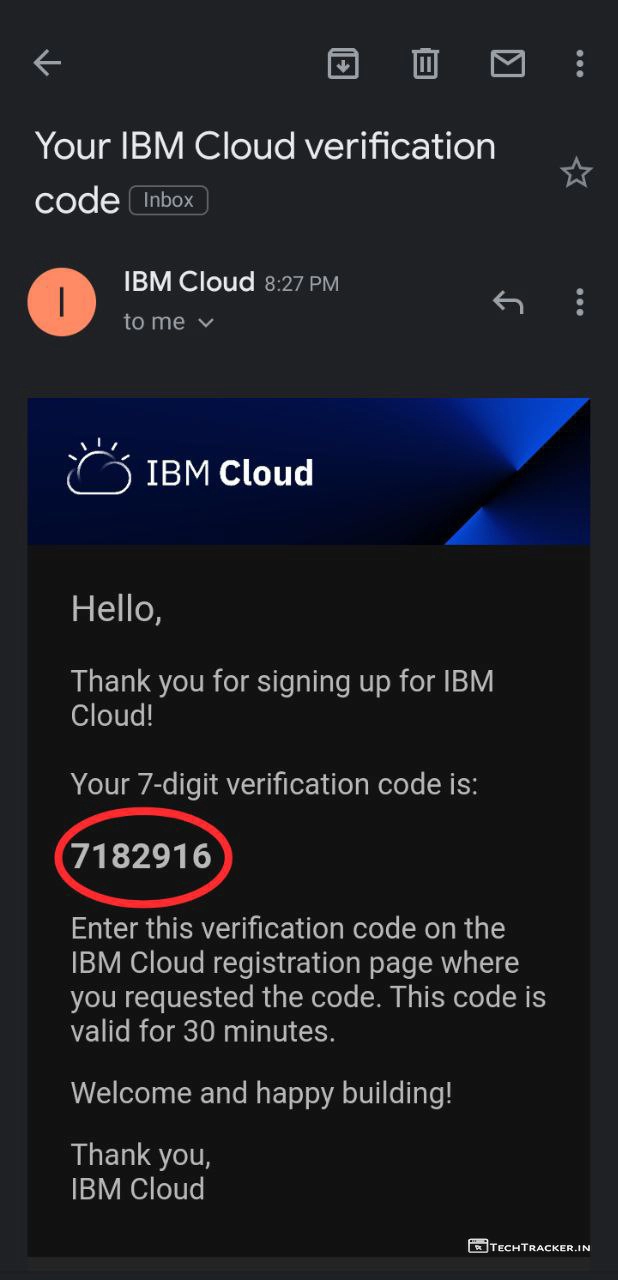 Your IBM Cloud verification
code Inbox
I
IBM Cloud 8:27 PM
to me
IBM Cloud
Hello,
Thank you for signing up for IBM
Cloud!
Your 7-digit verification code is:
7182916
Enter this verification code on the
IBM Cloud registration page where
you requested the code. This code is
valid for 30 minutes.
Welcome and happy building!
Thank you,
IBM Cloud
TECHTRACKER.IN